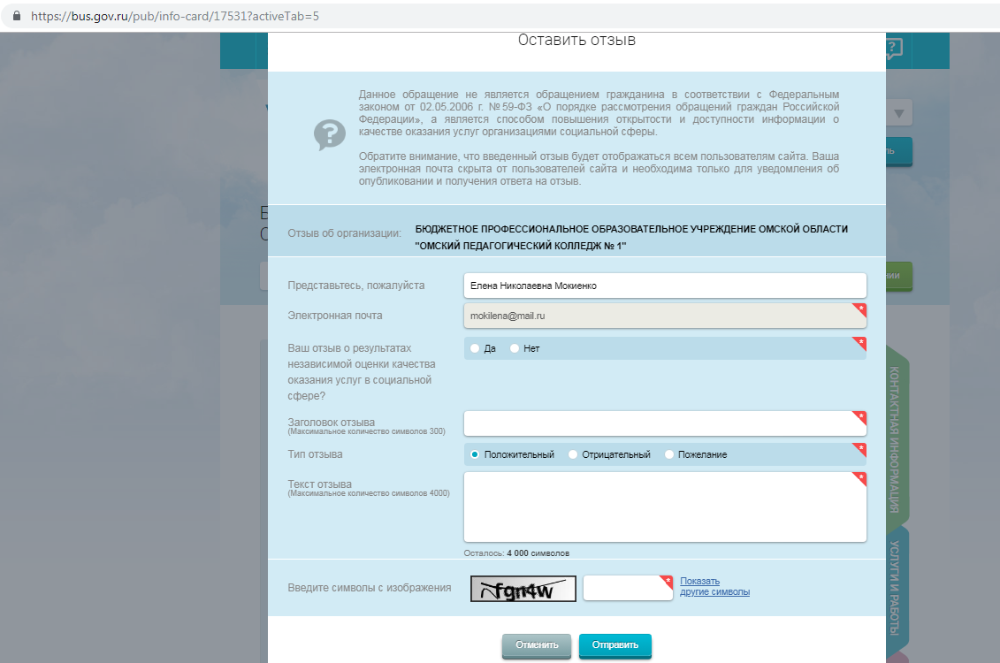 https://bus.gov.ru/pub/info-card/17531?activeTab=5
Оставить отзыв
?
Данное обращение не является обращением гражданина в соответствии с Федеральным
законом от 02.05.2006 г. №59-ФЗ «О порядке рассмотрения обращений граждан Российской
Федерации», а является способом повышения открытости и доступности информации о
качестве оказания услуг организациями социальной сферы.
Обратите внимание, что введенный отзыв будет отображаться всем пользователям сайта. Ваша
электронная почта скрыта от пользователей сайта и необходима только для уведомления об
опубликовании и получения ответа на отзыв.
Отзыв об организации:
БЮДЖЕТНОЕ ПРОФЕССИОНАЛЬНОЕ ОБРАЗОВАТЕЛЬНОЕ УЧРЕЖДЕНИЕ ОМСКОЙ ОБЛАСТИ
"ОМСКИЙ ПЕДАГОГИЧЕСКИЙ КОЛЛЕДЖ № 1"
Представьтесь, пожалуйста
Елена Николаевна Мокиенко
Электронная почта
mokilena@mail.ru
Ваш отзыв о результатах
независимой оценки качества
оказания услуг в социальной
сфере?
Да Нет
Заголовок отзыва
(Максимальное количество символов 300)
Тип отзыва
Положительный Отрицательный Пожелание
Текст отзыва
(Максимальное количество символов 4000)
Осталось: 4 000 символов
Введите символы с изображения
fgn4w
Показать
другие символы
Отменить Отправить
КОНТАКТНАЯ ИНФОРМАЦИЯ
УСЛУГИ И РАБОТЫ